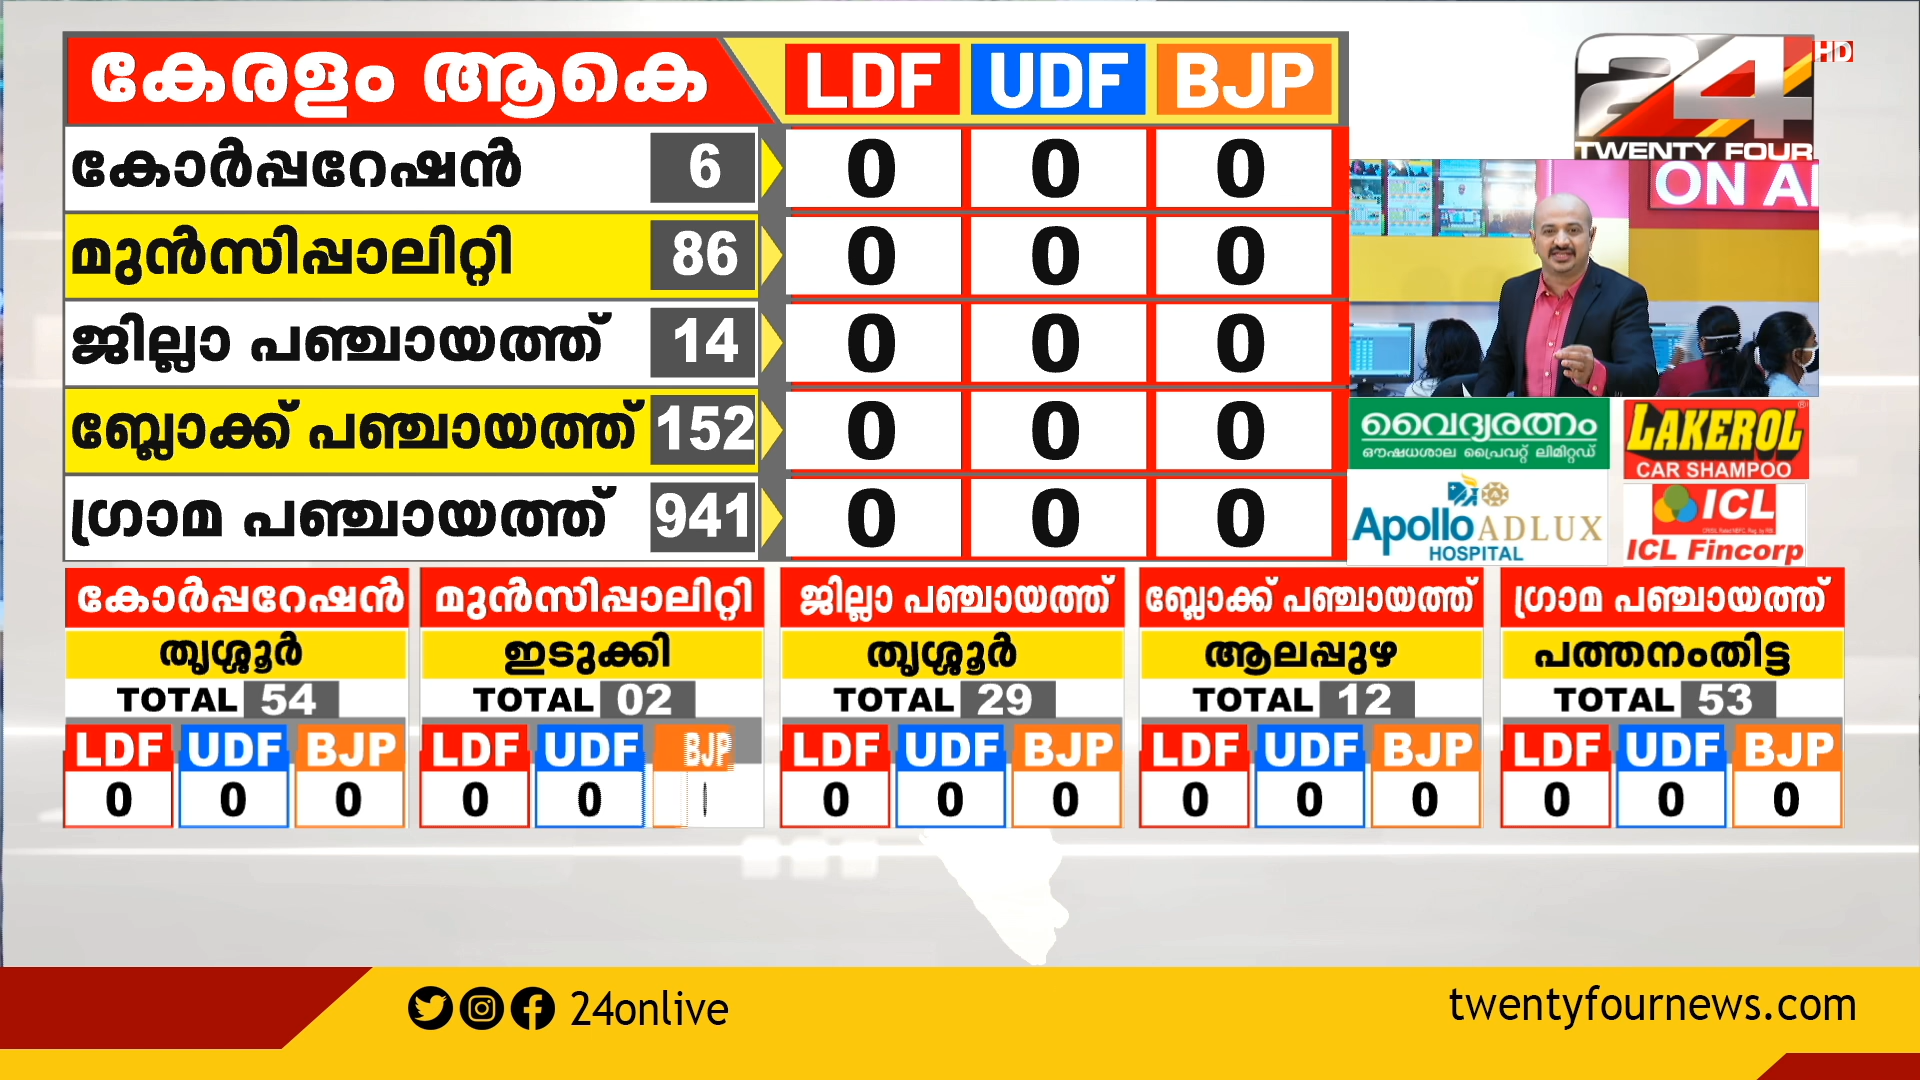 കേരളം ആകെ LDF UDF BJP
കോർപ്പറേഷൻ 6 0 0 0
മുൻസിപ്പാലിറ്റി 86 0 0 0
ജില്ലാ പഞ്ചായത്ത് 14 0 0 0
ബ്ലോക്ക് പഞ്ചായത്ത് 152 0 0 0
ഗ്രാമ പഞ്ചായത്ത് 941 0 0 0
24 HD
TWENTY FOUR
ON AI
വൈദ്യരത്നം
ഔഷധശാല പ്രൈവറ്റ് ലിമിറ്റഡ്
LAKEROL®
CAR SHAMPOO
Apollo ADLUX
HOSPITAL
ICL
ICL Fincorp
കോർപ്പറേഷൻ
തൃശ്ശൂർ
TOTAL 54
LDF UDF BJP
0 0 0
മുൻസിപ്പാലിറ്റി
ഇടുക്കി
TOTAL 02
LDF UDF BJP
0 0
ജില്ലാ പഞ്ചായത്ത്
തൃശ്ശൂർ
TOTAL 29
LDF UDF BJP
0 0 0
ബ്ലോക്ക് പഞ്ചായത്ത്
ആലപ്പുഴ
TOTAL 12
LDF UDF BJP
0 0 0
ഗ്രാമ പഞ്ചായത്ത്
പത്തനംതിട്ട
TOTAL 53
LDF UDF BJP
0 0 0
24onlive
twentyfournews.com